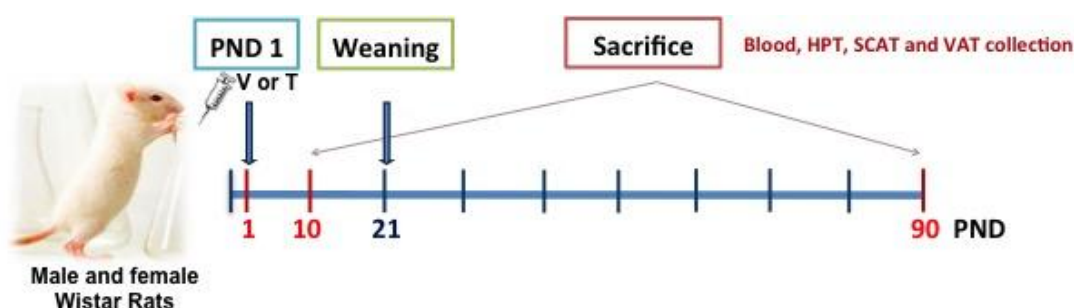 PND 1
Weaning
Sacrifice
Blood, HPT, SCAT and VAT collection
V or T
1
10
21
90
PND
Male and female
Wistar Rats